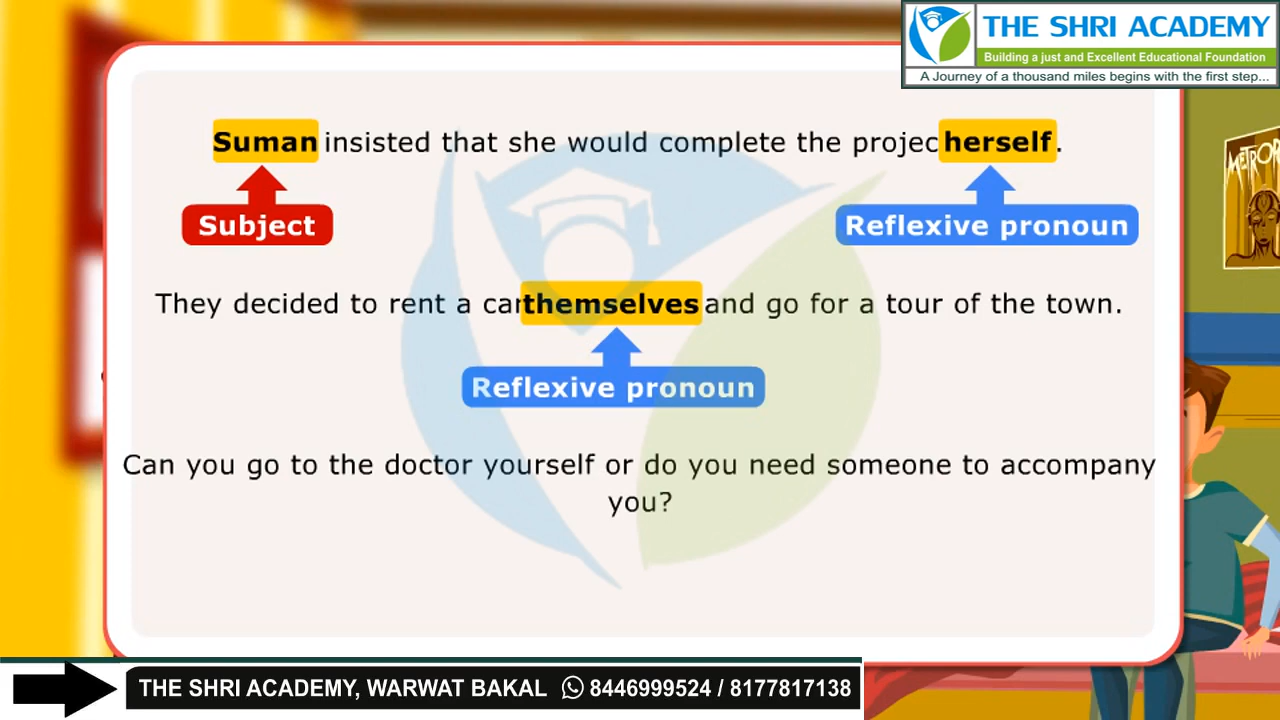 THE SHRI ACADEMY
Building a just and Excellent Educational Foundation
A Journey of a thousand miles begins with the first step...
METROP
Suman insisted that she would complete the projec herself.
Subject
Reflexive pronoun
They decided to rent a car themselves and go for a tour of the town.
Reflexive pronoun
Can you go to the doctor yourself or do you need someone to accompany
you?
THE SHRI ACADEMY, WARWAT BAKAL 8446999524 / 8177817138